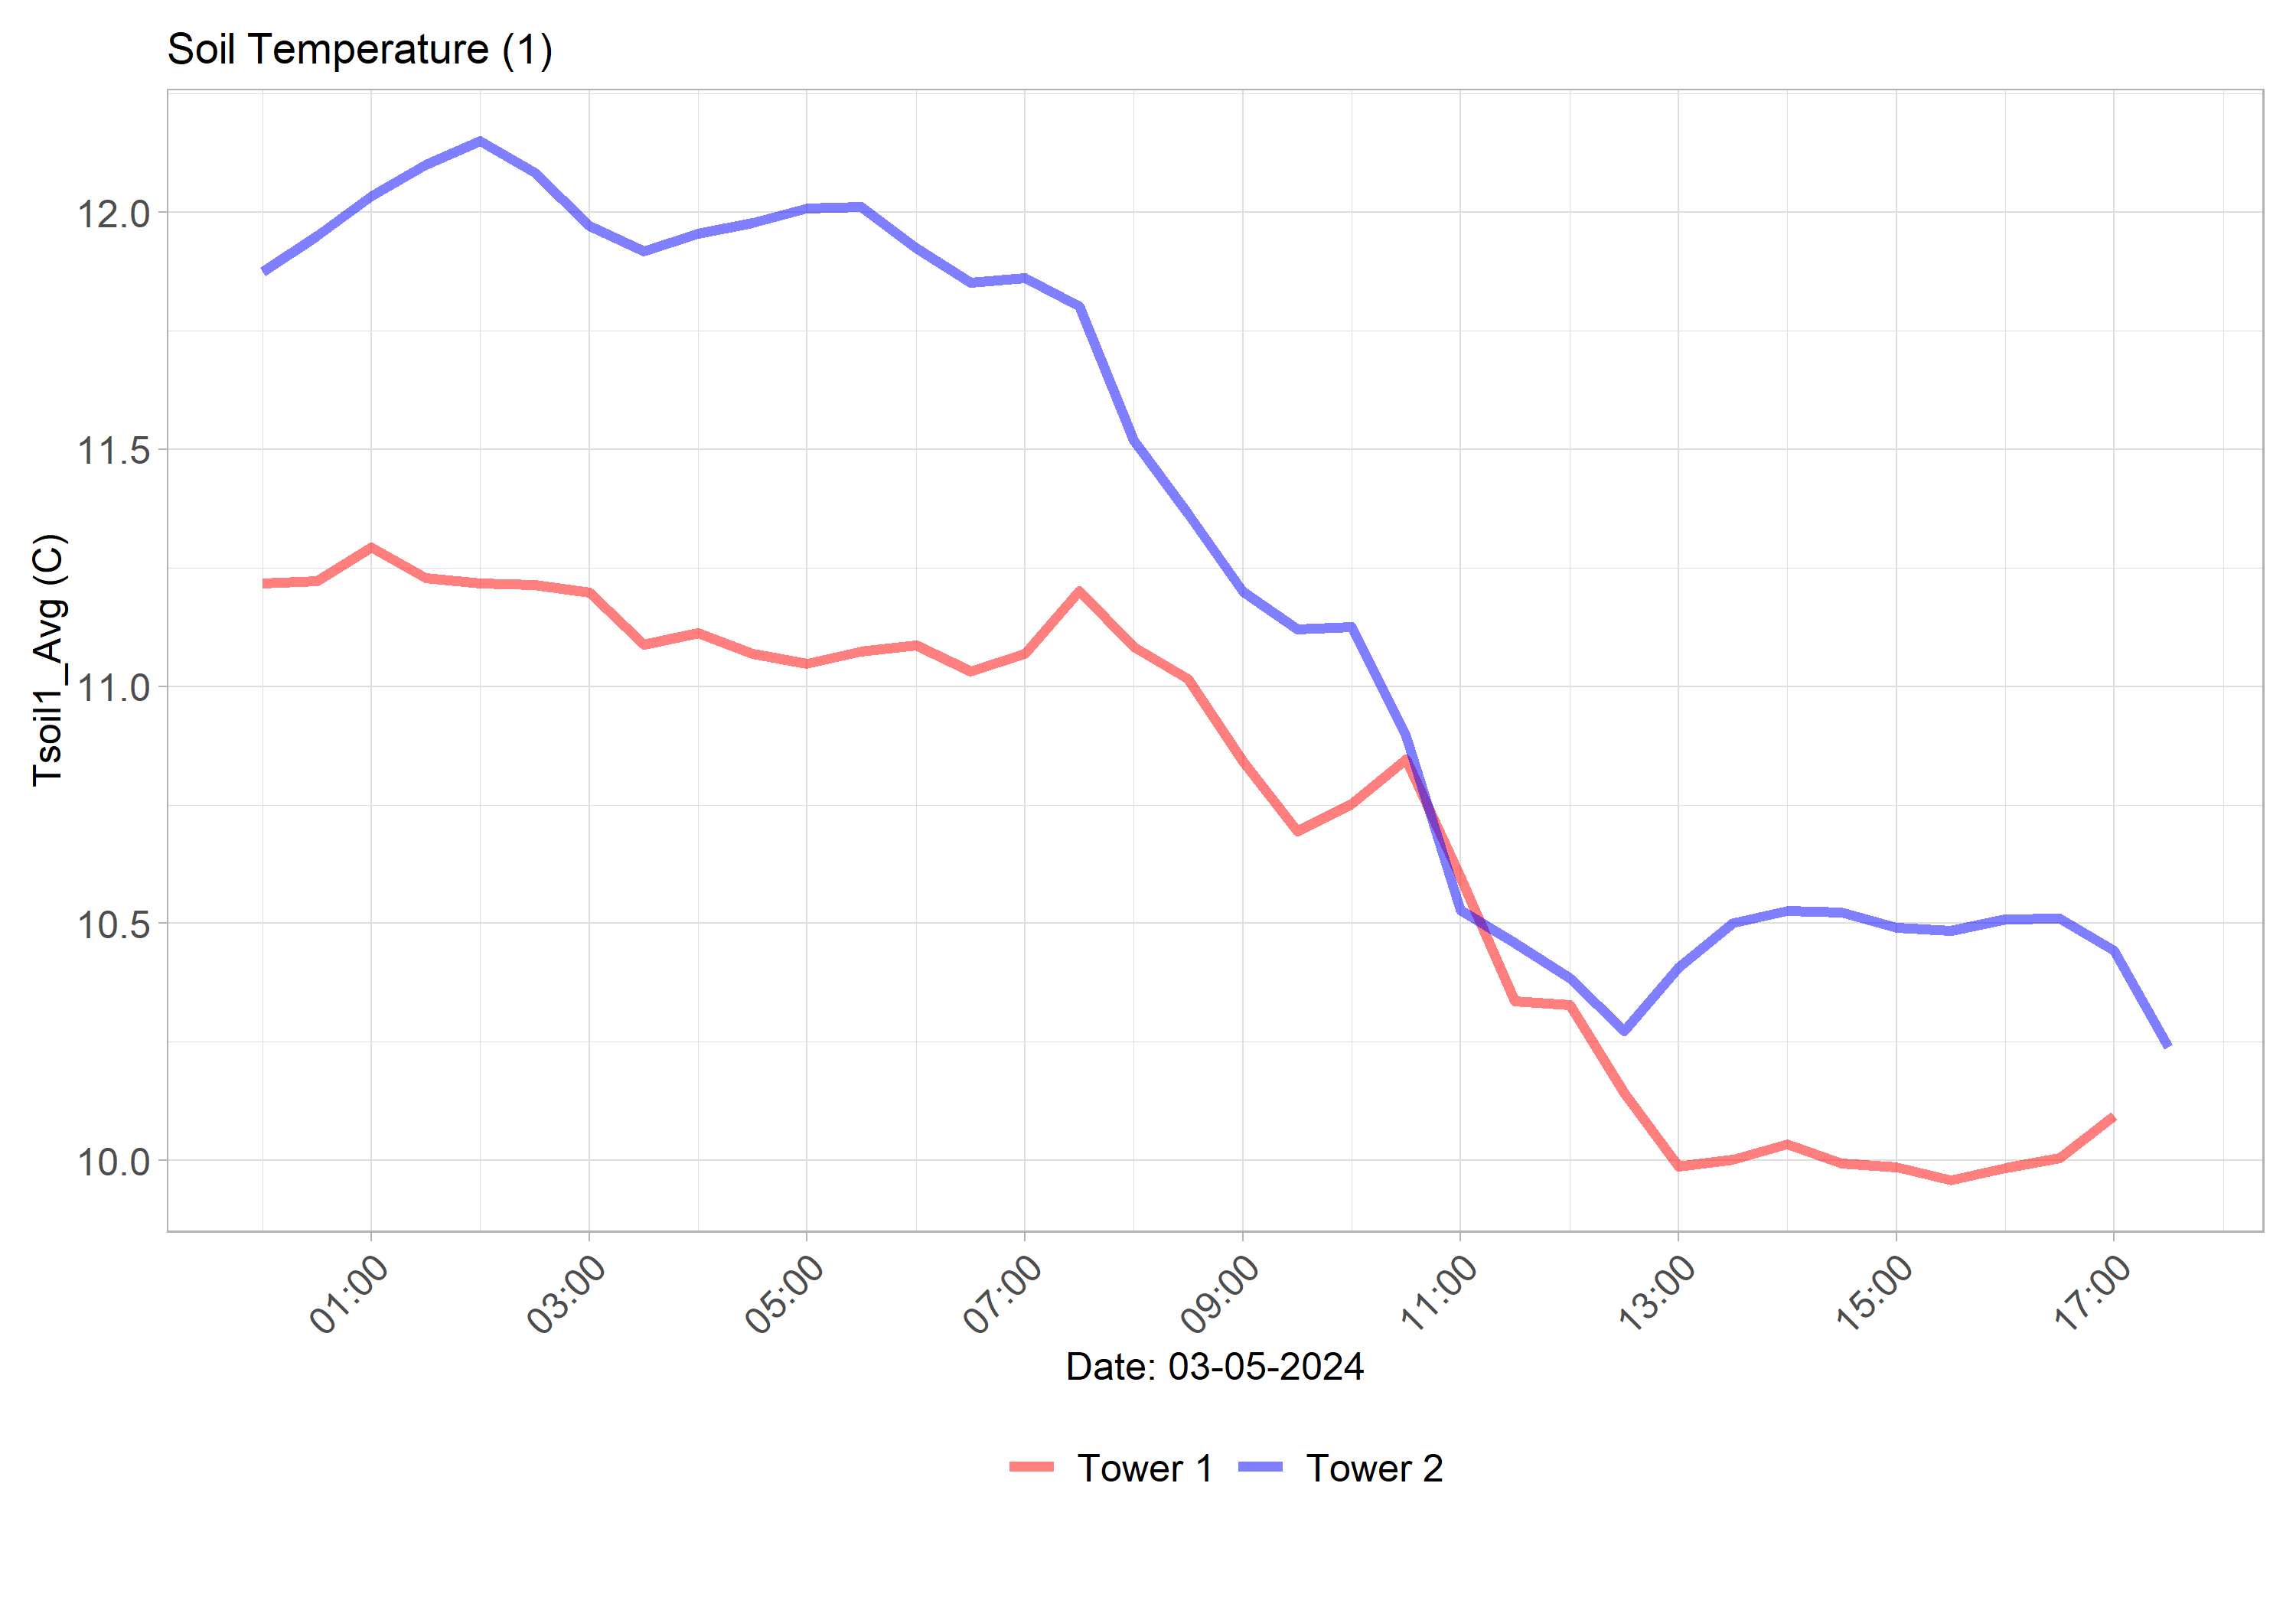 Soil Temperature (1)
Tsoil1_Avg (C)
12.0
11.5
11.0
10.5
10.0
01:00 03:00 05:00 07:00 09:00 11:00 13:00 15:00 17:00
Date: 03-05-2024
Tower 1 Tower 2